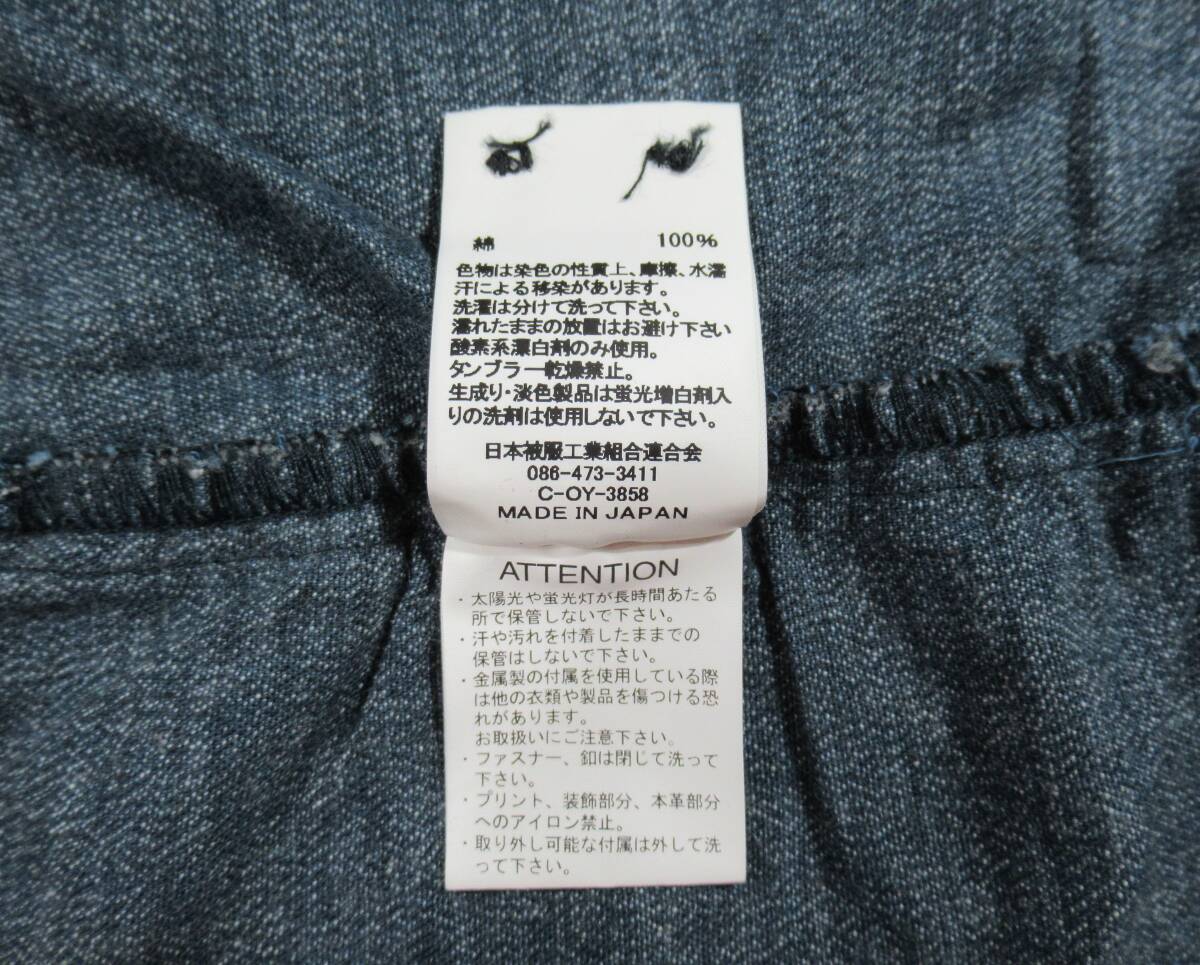 綿 100%
色物は染色の性質上、摩擦、水濡
汗による移染があります。
洗濯は分けて洗って下さい。
濡れたままの放置はお避け下さい
酸素系漂白剤のみ使用。
タンブラー乾燥禁止。
生成り・淡色製品は蛍光増白剤入
りの洗剤は使用しないで下さい。
日本被服工業組合連合会
086-473-3411
C-OY-3858
MADE IN JAPAN
ATTENTION
・太陽光や蛍光灯が長時間あたる
所で保管しないで下さい。
・汗や汚れを付着したままでの
保管はしないで下さい。
・金属製の付属を使用している際
は他の衣類や製品を傷つける恐
れがあります。
お取扱いにご注意下さい。
・ファスナー、釦は閉じて洗って
下さい。
・プリント、装飾部分、本革部分
へのアイロン禁止。
・取り外し可能な付属は外して洗
って下さい。